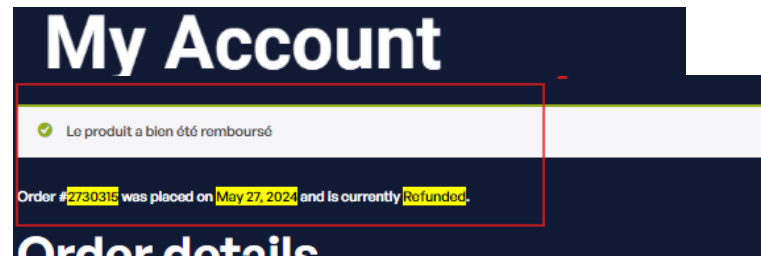 My Account
Le produit a bien été remboursé
Order #2730315 was placed on May 27, 2024 and is currently Refunded.
Order details